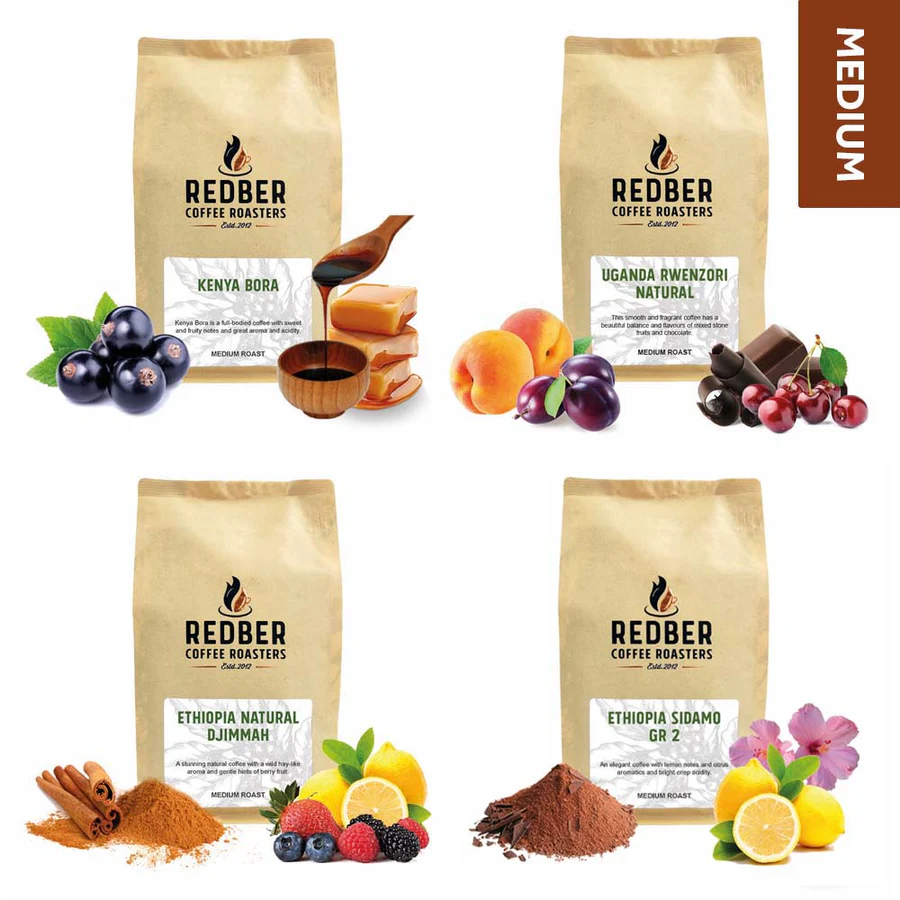 MEDIUM
REDBER
COFFEE ROASTERS
Estd.2012
KENYA BORA
Kenya Bora is a full-bodied coffee with sweet
and fruity notes and great aroma and acidity.
MEDIUM ROAST
REDBER
COFFEE ROASTERS
Estd.2012
UGANDA RWENZORI
NATURAL
This smooth and fragrant coffee has a
beautiful balance and flavours of mixed stone
fruits and chocolate.
MEDIUM ROAST
REDBER
COFFEE ROASTERS
Estd.2012
ETHIOPIA NATURAL
DJIMMAH
A stunning natural coffee with a wild hay-like
aroma and gentle hints of berry fruit.
MEDIUM ROAST
REDBER
COFFEE ROASTERS
Estd.2012
ETHIOPIA SIDAMO
GR 2
An elegant coffee with lemon notes and citrus
aromatics and bright crisp acidity.
MEDIUM ROAST